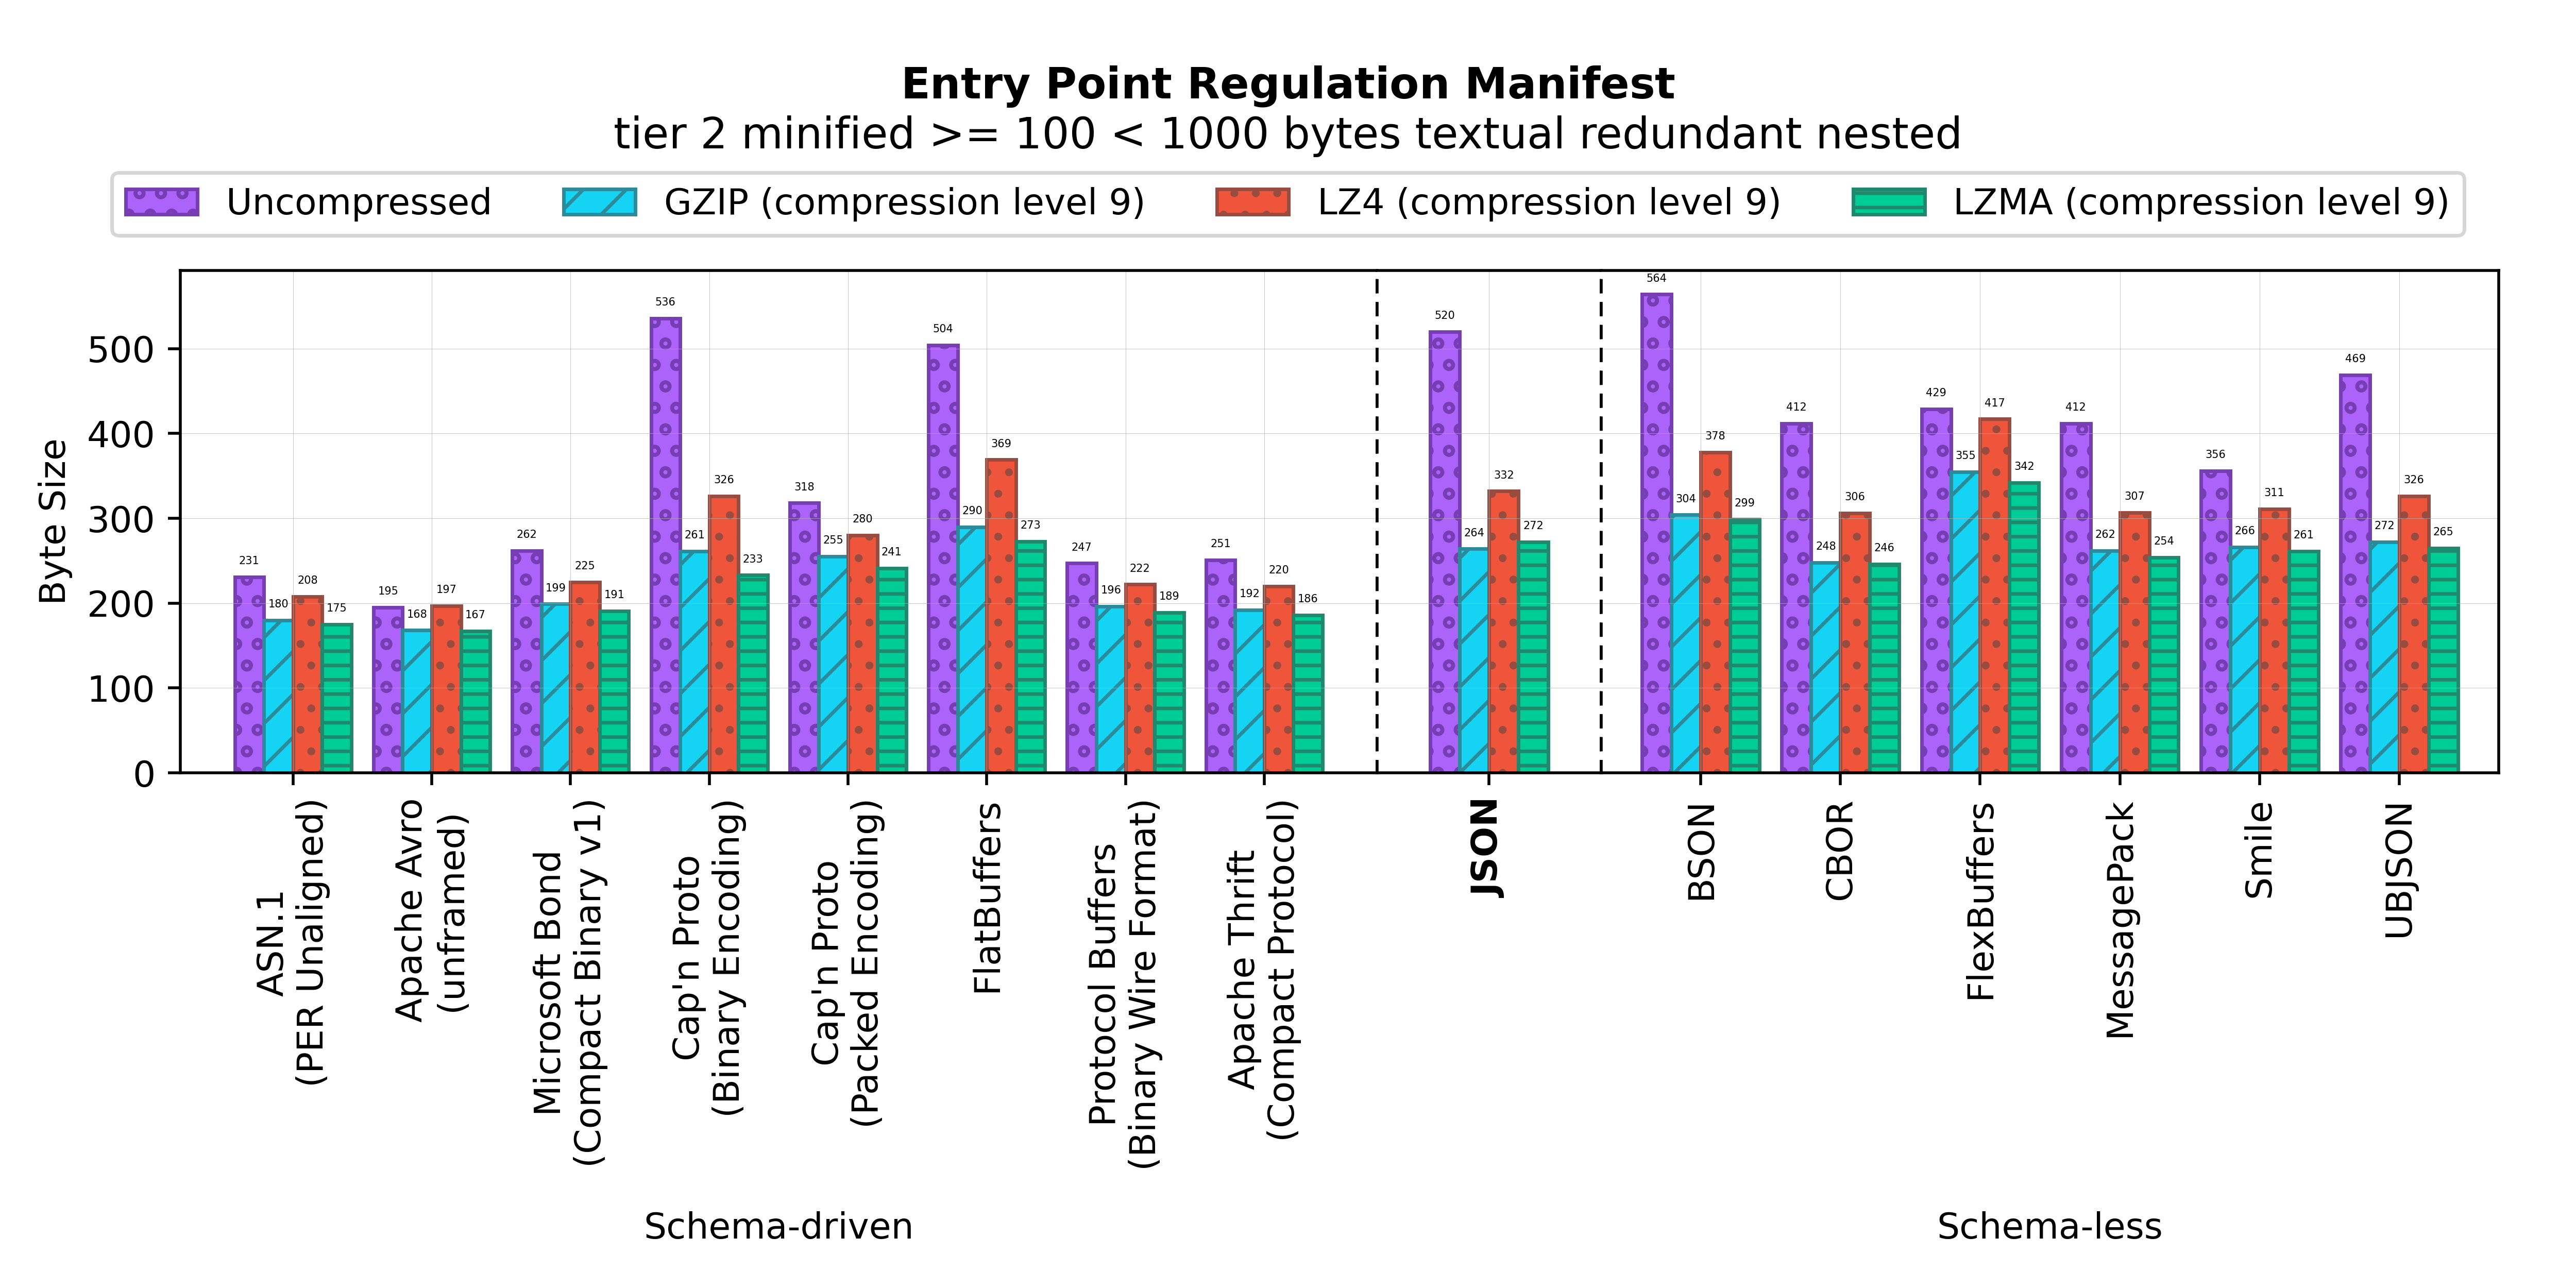 Entry Point Regulation Manifest
tier 2 minified >= 100 < 1000 bytes textual redundant nested
Uncompressed
GZIP (compression level 9)
LZ4 (compression level 9)
LZMA (compression level 9)
Byte Size
500
400
300
200
100
0
231
180
208
175
195
168
197
167
262
199
225
191
536
261
326
233
318
255
280
241
504
290
369
273
247
196
222
189
251
192
220
186
520
264
332
272
564
304
378
299
412
248
306
246
429
355
417
342
412
262
307
254
356
266
311
261
469
272
326
265
ASN.1
(PER Unaligned)
Apache Avro
(unframed)
Microsoft Bond
(Compact Binary v1)
Cap'n Proto
(Binary Encoding)
Cap'n Proto
(Packed Encoding)
FlatBuffers
Protocol Buffers
(Binary Wire Format)
Apache Thrift
(Compact Protocol)
JSON
BSON
CBOR
FlexBuffers
MessagePack
Smile
UBJSON
Schema-driven
Schema-less